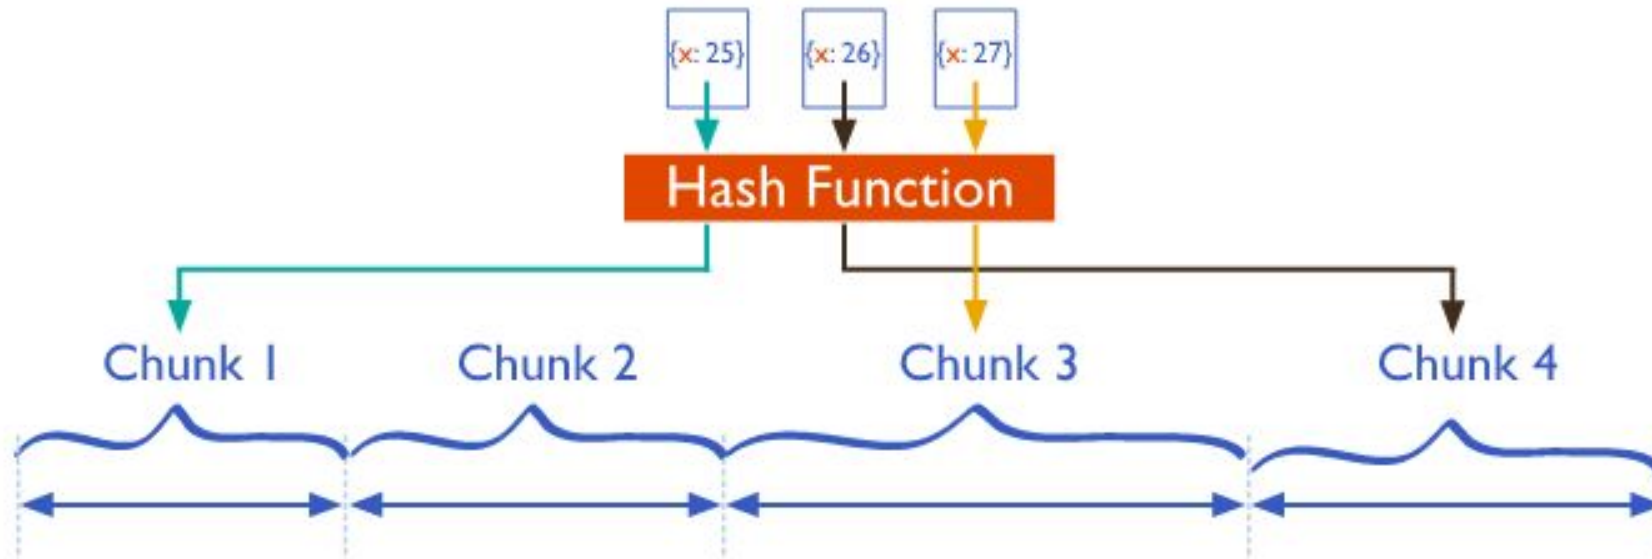 {x: 25} {x: 26} {x: 27}
Hash Function
Chunk 1 Chunk 2 Chunk 3 Chunk 4